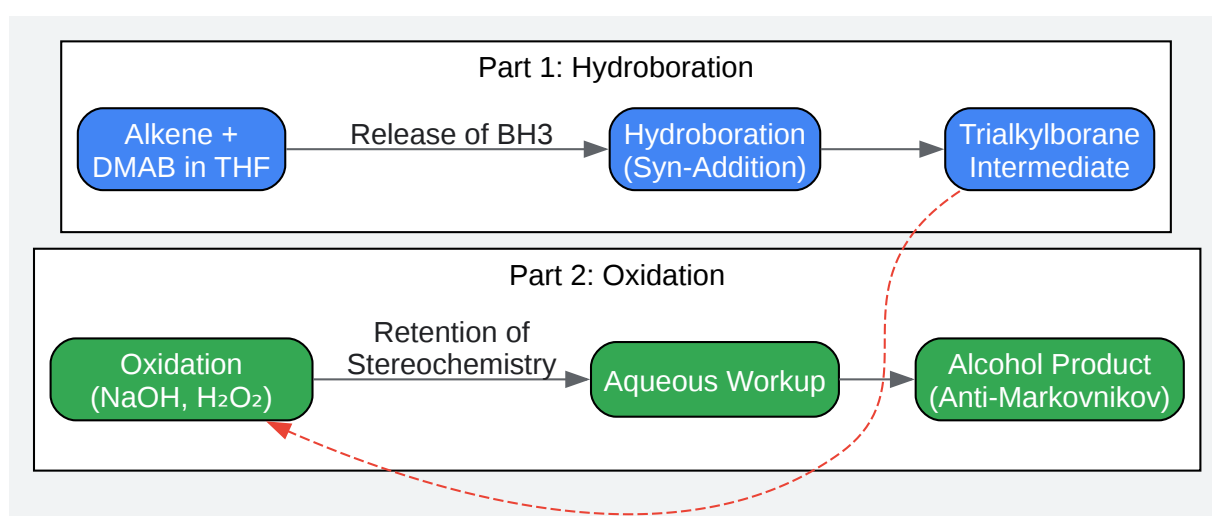 Part 1: Hydroboration
Alkene +
DMAB in THF
Release of BH3
Hydroboration
(Syn-Addition)
Trialkylborane
Intermediate
Part 2: Oxidation
Oxidation
(NaOH, H₂O₂)
Retention of
Stereochemistry
Aqueous Workup
Alcohol Product
(Anti-Markovnikov)